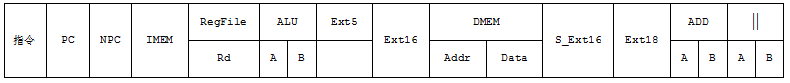 指令 PC NPC IMEM RegFile ALU Ext5 Ext16 DMEM S_Ext16 Ext18 ADD ||
Rd A B Addr Data A B A B